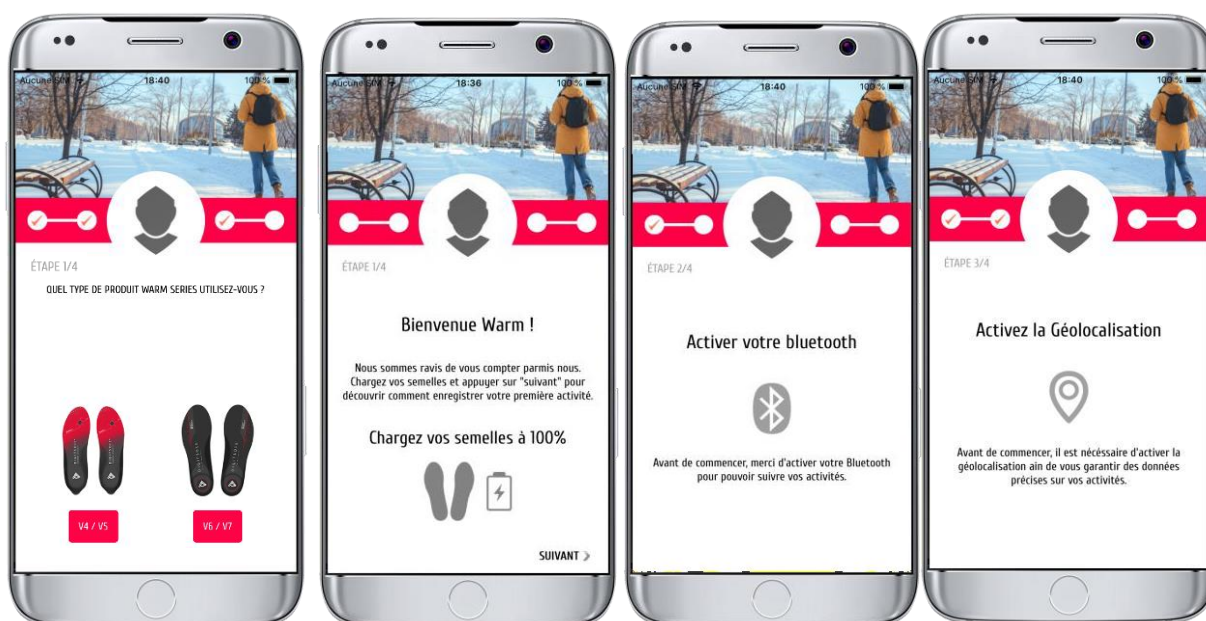 Aucune SIM 18:40 100 %
ÉTAPE 1/4
QUEL TYPE DE PRODUIT WARM SERIES UTILISEZ-VOUS ?
V4 / V5
V6 / V7
Aucune SIM 18:36 100 %
ÉTAPE 1/4
Bienvenue Warm !
Nous sommes ravis de vous compter parmis nous.
Chargez vos semelles et appuyer sur "suivant" pour
découvrir comment enregistrer votre première activité.
Chargez vos semelles à 100%
SUIVANT
Aucune SIM 18:40 100 %
ÉTAPE 2/4
Activer votre bluetooth
Avant de commencer, merci d'activer votre Bluetooth
pour pouvoir suivre vos activités.
Aucune SIM 18:40 100 %
ÉTAPE 3/4
Activez la Géolocalisation
Avant de commencer, il est nécéssaire d'activer la
géolocalisation ain de vous garantir des données
précises sur vos activités.